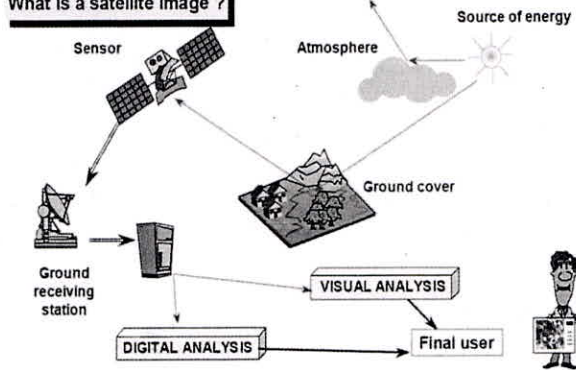 What is a satellite image ?
Source of energy
Sensor
Atmosphere
Ground cover
Ground
receiving
station
VISUAL ANALYSIS
DIGITAL ANALYSIS
Final user